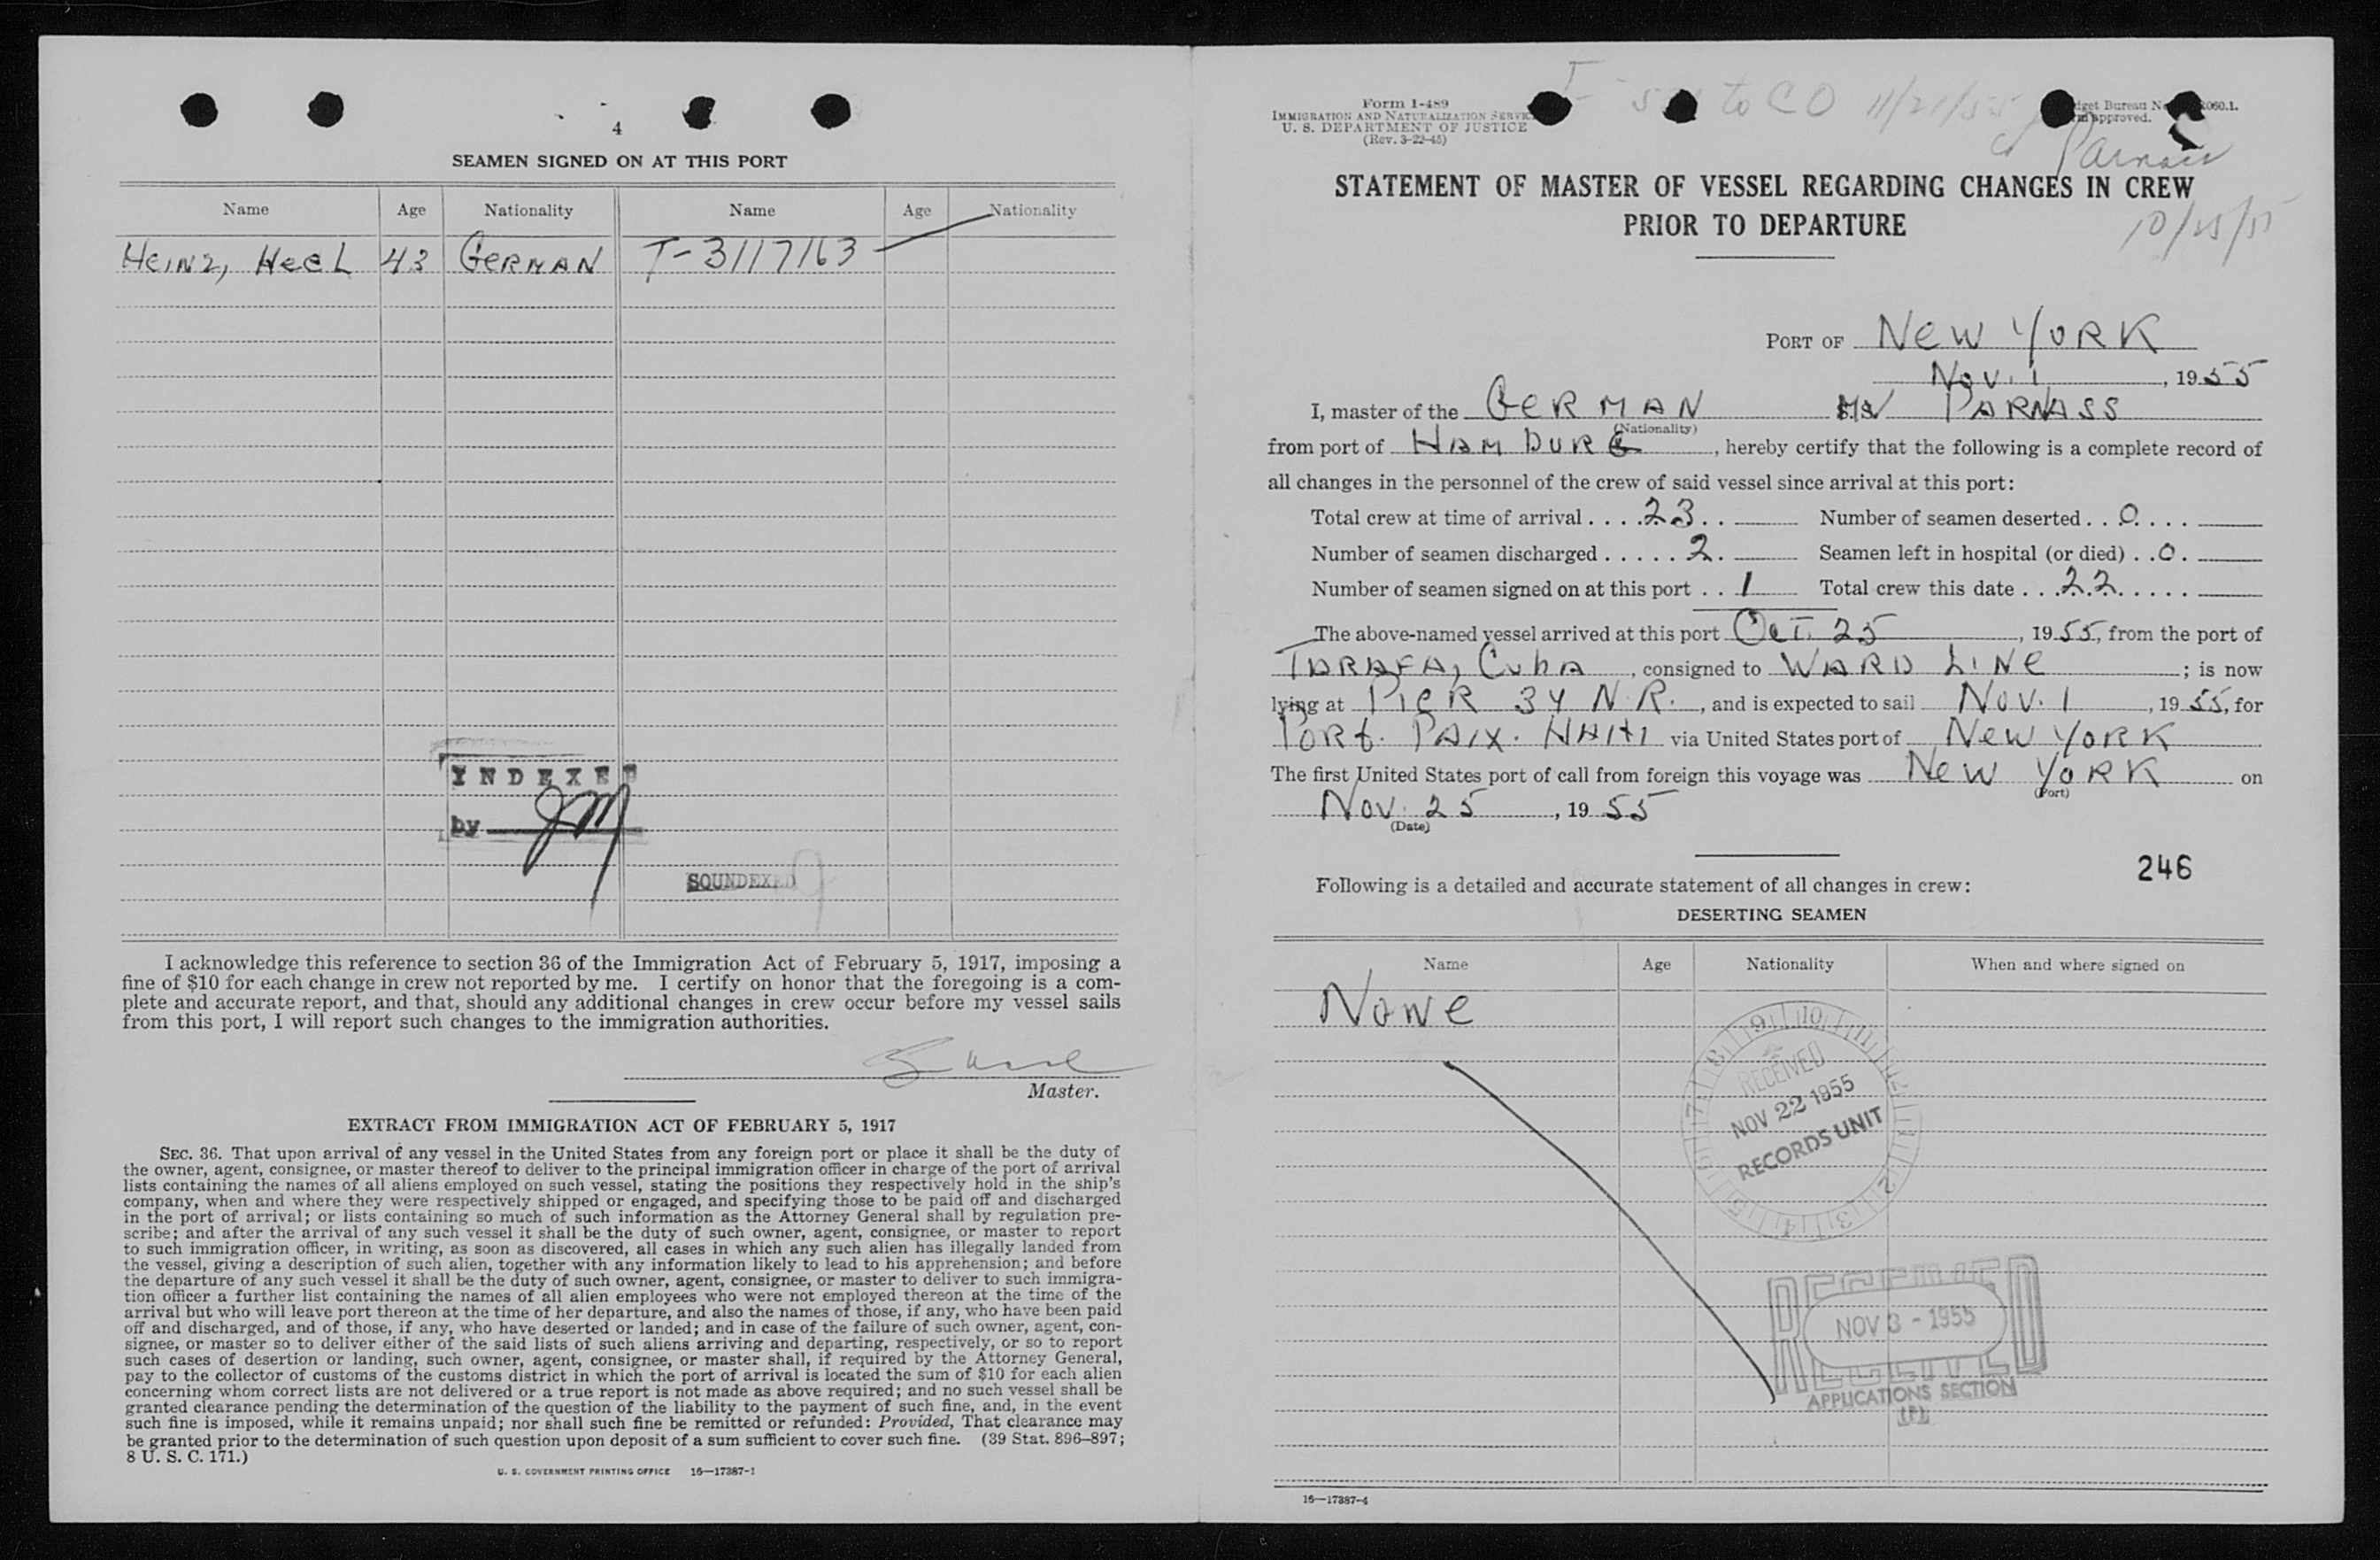 4
SEAMEN SIGNED ON AT THIS PORT
Name Age Nationality Name Age Nationality
HEINZ, HEEL 43 GERMAN T-3117163
INDEXED
by JM
SOUNDEXED
I acknowledge this reference to section 36 of the Immigration Act of February 5, 1917, imposing a
fine of $10 for each change in crew not reported by me. I certify on honor that the foregoing is a com-
plete and accurate report, and that, should any additional changes in crew occur before my vessel sails
from this port, I will report such changes to the immigration authorities.
Master.
EXTRACT FROM IMMIGRATION ACT OF FEBRUARY 5, 1917
SEC. 36. That upon arrival of any vessel in the United States from any foreign port or place it shall be the duty of
the owner, agent, consignee, or master thereof to deliver to the principal immigration officer in charge of the port of arrival
lists containing the names of all aliens employed on such vessel, stating the positions they respectively hold in the ship's
company, when and where they were respectively shipped or engaged, and specifying those to be paid off and discharged
in the port of arrival; or lists containing so much of such information as the Attorney General shall by regulation pre-
scribe; and after the arrival of any such vessel it shall be the duty of such owner, agent, consignee, or master to report
to such immigration officer, in writing, as soon as discovered, all cases in which any such alien has illegally landed from
the vessel, giving a description of such alien, together with any information likely to lead to his apprehension; and before
the departure of any such vessel it shall be the duty of such owner, agent, consignee, or master to deliver to such immigra-
tion officer a further list containing the names of all alien employees who were not employed thereon at the time of the
arrival but who will leave port thereon at the time of her departure, and also the names of those, if any, who have been paid
off and discharged, and of those, if any, who have deserted or landed; and in case of the failure of such owner, agent, con-
signee, or master so to deliver either of the said lists of such aliens arriving and departing, respectively, or so to report
such cases of desertion or landing, such owner, agent, consignee, or master shall, if required by the Attorney General,
pay to the collector of customs of the customs district in which the port of arrival is located the sum of $10 for each alien
concerning whom correct lists are not delivered or a true report is not made as above required; and no such vessel shall be
granted clearance pending the determination of the question of the liability to the payment of such fine, and, in the event
such fine is imposed, while it remains unpaid; nor shall such fine be remitted or refunded: Provided, That clearance may
be granted prior to the determination of such question upon deposit of a sum sufficient to cover such fine. (39 Stat. 896–897;
8 U. S. C. 171.)
U. S. GOVERNMENT PRINTING OFFICE 16—17387-1
Form I-489
IMMIGRATION AND NATURALIZATION SERVICE
U. S. DEPARTMENT OF JUSTICE
(Rev. 3-22-45)
to CO 11/21/55
Bureau 060.1.
approved.
Parnass
STATEMENT OF MASTER OF VESSEL REGARDING CHANGES IN CREW
PRIOR TO DEPARTURE
10/25/55
PORT OF NEW YORK
NOV. 1, 1955
I, master of the GERMAN MV PARNASS
(Nationality)
from port of HAMBURG, hereby certify that the following is a complete record of
all changes in the personnel of the crew of said vessel since arrival at this port:
Total crew at time of arrival . . . . 23 . . Number of seamen deserted . . 0 . . . .
Number of seamen discharged . . . . . 2 . Seamen left in hospital (or died) . . 0 .
Number of seamen signed on at this port . . 1 Total crew this date . . . 22 . . . . .
The above-named vessel arrived at this port OCT. 25, 1955, from the port of
TARAFA, CUBA, consigned to WARD LINE; is now
lying at PIER 34 N.R., and is expected to sail NOV. 1, 1955, for
PORT. PAIX. HAITI via United States port of NEW YORK
The first United States port of call from foreign this voyage was NEW YORK on
(Port)
NOV. 25, 1955
(Date)
246
Following is a detailed and accurate statement of all changes in crew:
DESERTING SEAMEN
Name Age Nationality When and where signed on
NONE
8 9 10 11 12 1 2 3 4 5 6 7
RECEIVED
NOV 22 1955
RECORDS UNIT
RECEIVED
NOV 3 - 1955
RECEIVED
APPLICATIONS SECTION
16—17387-4